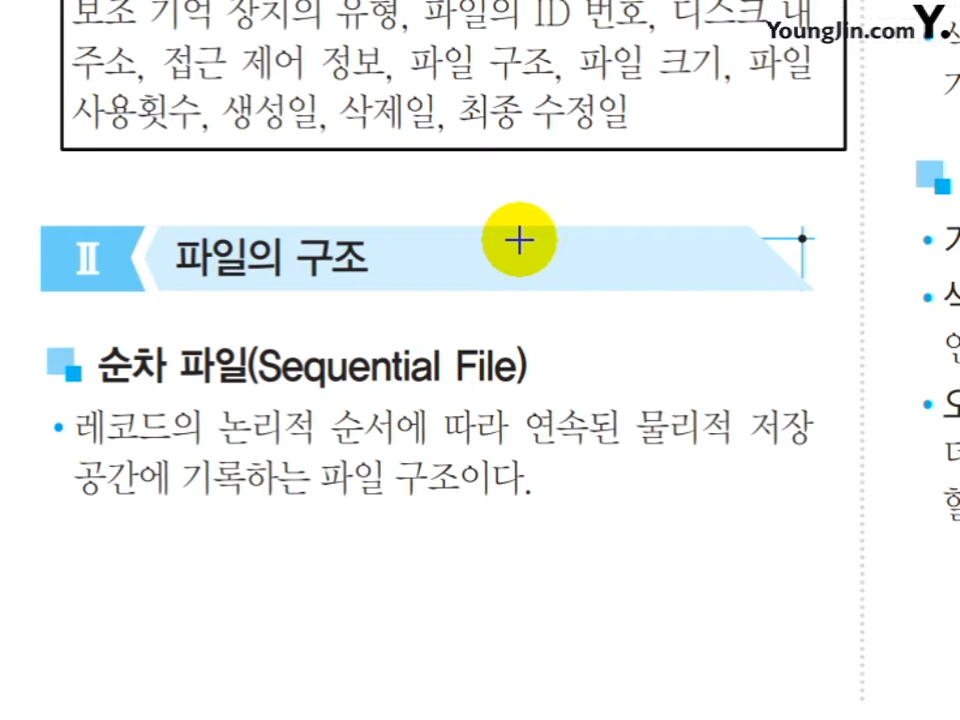 보조 기억 장치의 유형, 파일의 ID 번호, 디스크 내
주소, 접근 제어 정보, 파일 구조, 파일 크기, 파일
사용횟수, 생성일, 삭제일, 최종 수정일
YoungJin.com Y.
Ⅱ 파일의 구조
순차 파일(Sequential File)
• 레코드의 논리적 순서에 따라 연속된 물리적 저장
공간에 기록하는 파일 구조이다.